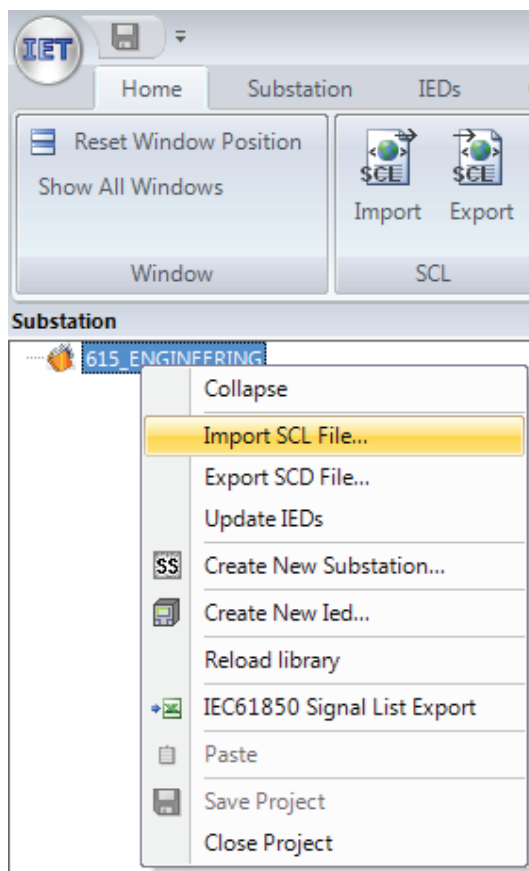 IET
Home Substation IEDs
Reset Window Position
Show All Windows
Import Export
Window SCL
Substation
615_ENGINEERING
Collapse
Import SCL File...
Export SCD File...
Update IEDs
SS Create New Substation...
Create New Ied...
Reload library
IEC61850 Signal List Export
Paste
Save Project
Close Project